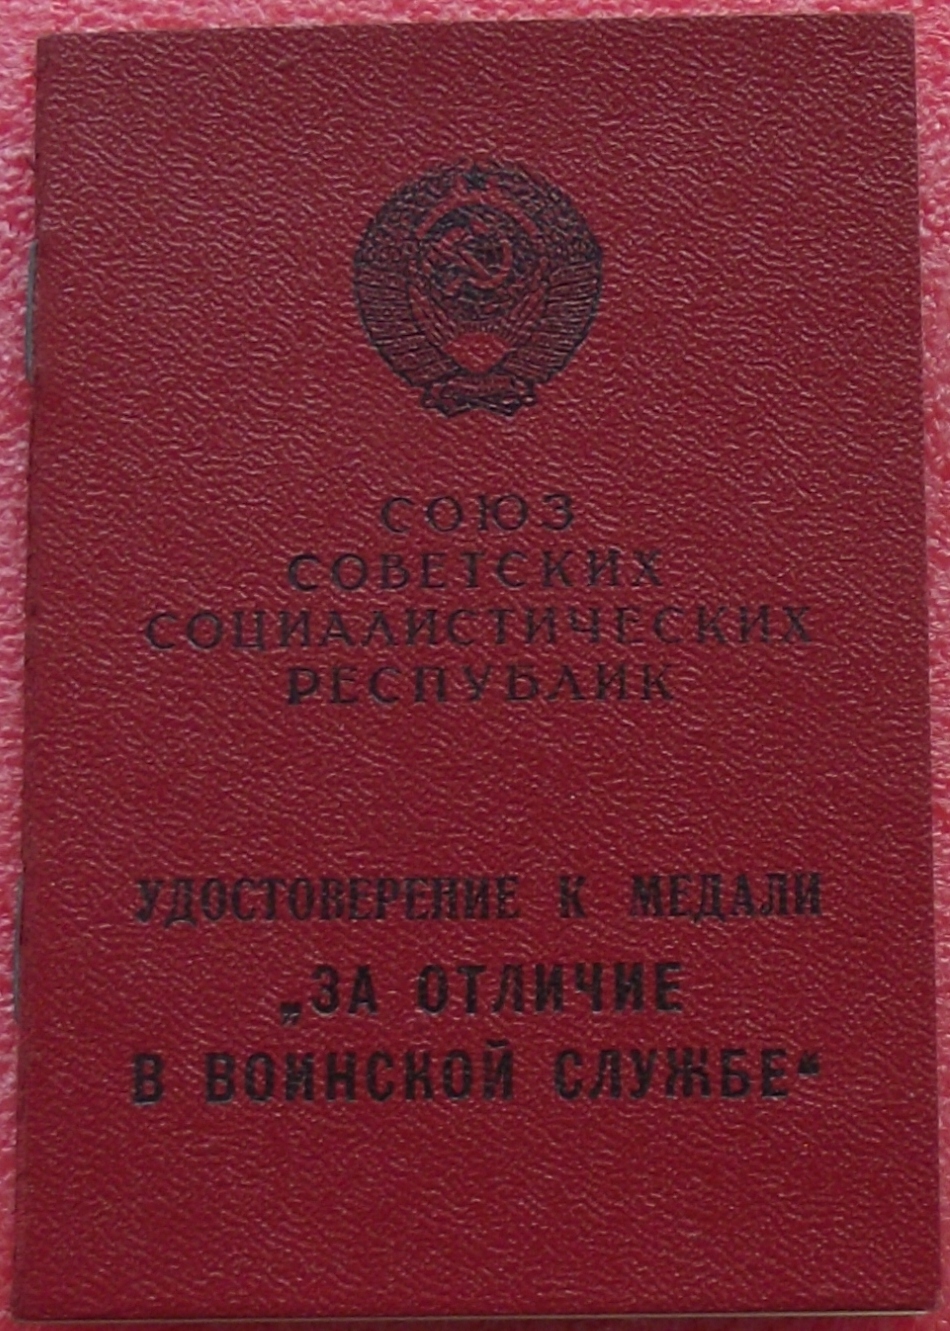 СОЮЗ
СОВЕТСКИХ
СОЦИАЛИСТИЧЕСКИХ
РЕСПУБЛИК
УДОСТОВЕРЕНИЕ К МЕДАЛИ
„ЗА ОТЛИЧИЕ
В ВОИНСКОЙ СЛУЖБЕ“